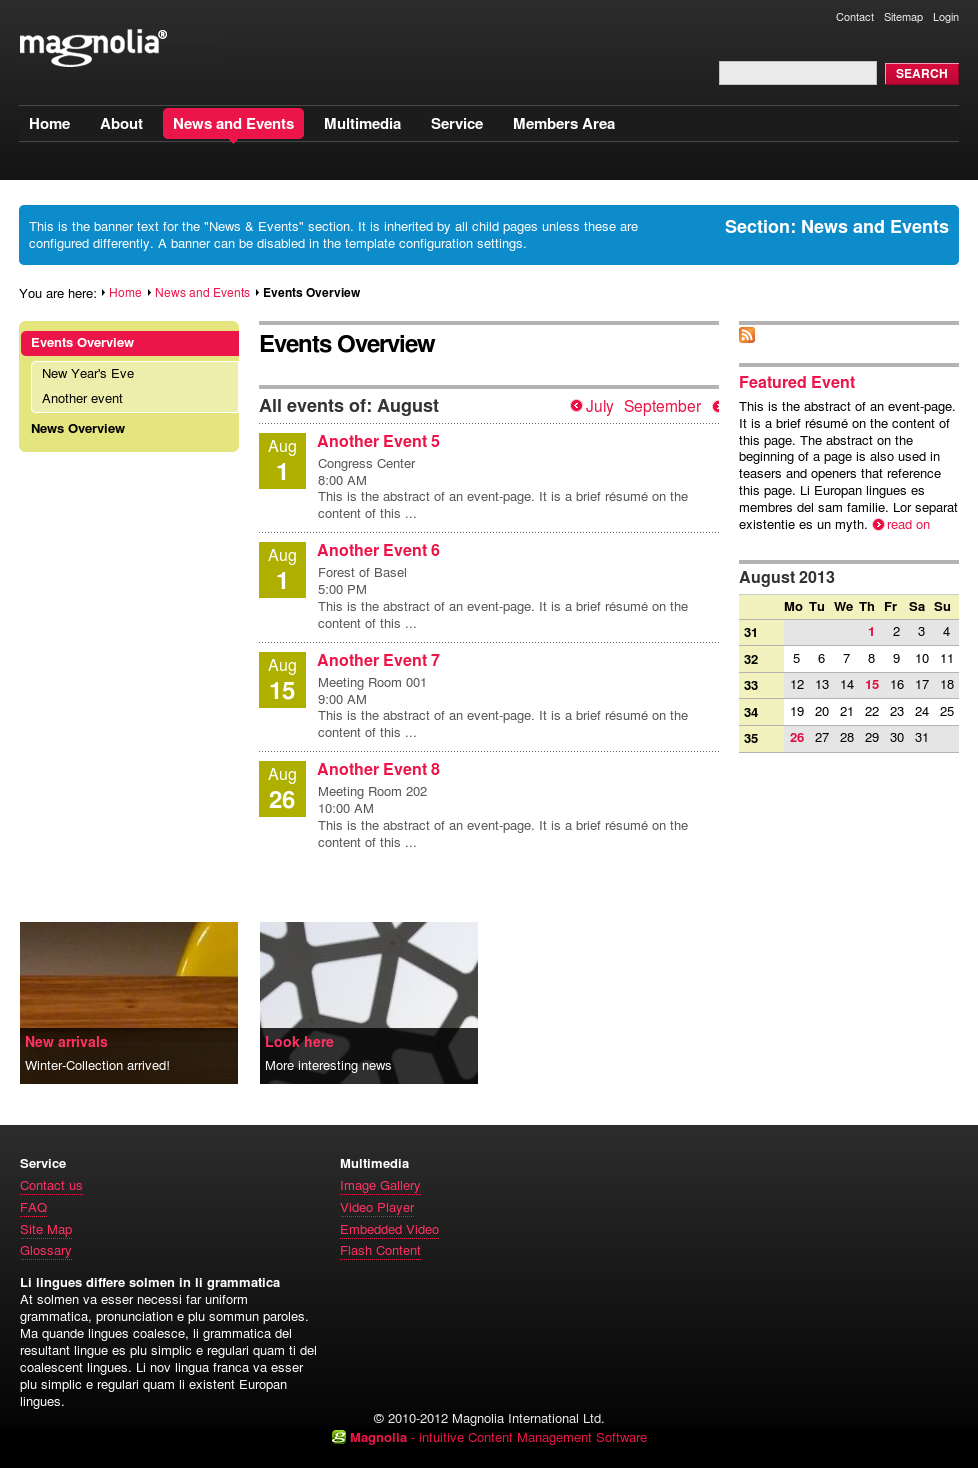 Contact Sitemap Login
magnolia®
SEARCH
Home About News and Events Multimedia Service Members Area
This is the banner text for the "News & Events" section. It is inherited by all child pages unless these are
configured differently. A banner can be disabled in the template configuration settings.
Section: News and Events
You are here: Home News and Events Events Overview
Events Overview
New Year's Eve
Another event
News Overview
Events Overview
All events of: August
July September
Aug
1
Another Event 5
Congress Center
8:00 AM
This is the abstract of an event-page. It is a brief résumé on the
content of this ...
Aug
1
Another Event 6
Forest of Basel
5:00 PM
This is the abstract of an event-page. It is a brief résumé on the
content of this ...
Aug
15
Another Event 7
Meeting Room 001
9:00 AM
This is the abstract of an event-page. It is a brief résumé on the
content of this ...
Aug
26
Another Event 8
Meeting Room 202
10:00 AM
This is the abstract of an event-page. It is a brief résumé on the
content of this ...
Featured Event
This is the abstract of an event-page.
It is a brief résumé on the content of
this page. The abstract on the
beginning of a page is also used in
teasers and openers that reference
this page. Li Europan lingues es
membres del sam familie. Lor separat
existentie es un myth. read on
August 2013
Mo Tu We Th Fr Sa Su
31 1 2 3 4
32 5 6 7 8 9 10 11
33 12 13 14 15 16 17 18
34 19 20 21 22 23 24 25
35 26 27 28 29 30 31
New arrivals
Winter-Collection arrived!
Look here
More interesting news
Service
Contact us
FAQ
Site Map
Glossary
Multimedia
Image Gallery
Video Player
Embedded Video
Flash Content
Li lingues differe solmen in li grammatica
At solmen va esser necessi far uniform
grammatica, pronunciation e plu sommun paroles.
Ma quande lingues coalesce, li grammatica del
resultant lingue es plu simplic e regulari quam ti del
coalescent lingues. Li nov lingua franca va esser
plu simplic e regulari quam li existent Europan
lingues.
© 2010-2012 Magnolia International Ltd.
Magnolia - intuitive Content Management Software